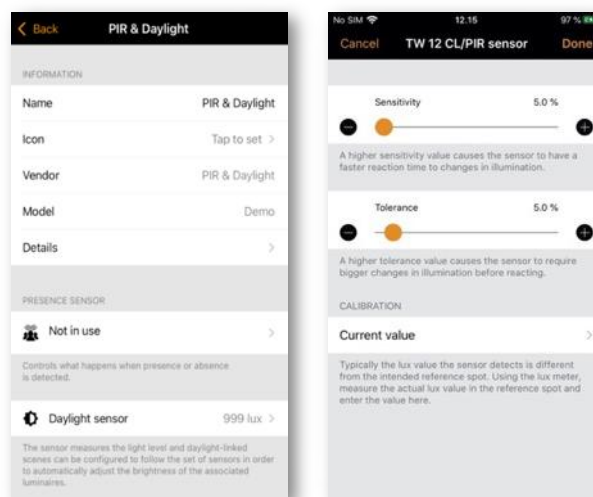 Back
PIR & Daylight
INFORMATION
Name PIR & Daylight
Icon Tap to set
Vendor PIR & Daylight
Model Demo
Details
PRESENCE SENSOR
Not in use
Controls what happens when presence or absence
is detected.
Daylight sensor 999 lux
The sensor measures the light level and daylight-linked
scenes can be configured to follow the set of sensors in order
to automatically adjust the brightness of the associated
luminaires.
No SIM 12.15 97 %
Cancel TW 12 CL/PIR sensor Done
Sensitivity 5.0 %
A higher sensitivity value causes the sensor to have a
faster reaction time to changes in illumination.
Tolerance 5.0 %
A higher tolerance value causes the sensor to require
bigger changes in illumination before reacting.
CALIBRATION
Current value
Typically the lux value the sensor detects is different
from the intended reference spot. Using the lux meter,
measure the actual lux value in the reference spot and
enter the value here.